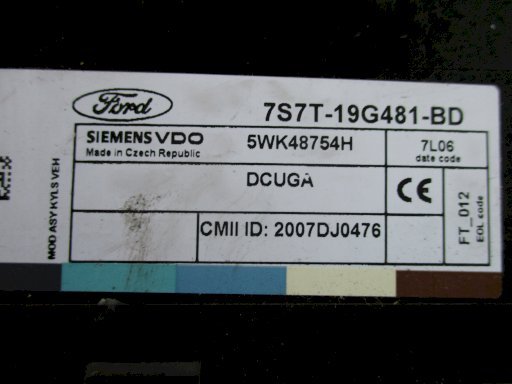 Ford
7S7T-19G481-BD
SIEMENS VDO 5WK48754H 7L06
Made in Czech Republic date code
DCUGA
CE
CMII ID: 2007DJ0476
FT_012
EOL code
MOD ASY KYLS VEH